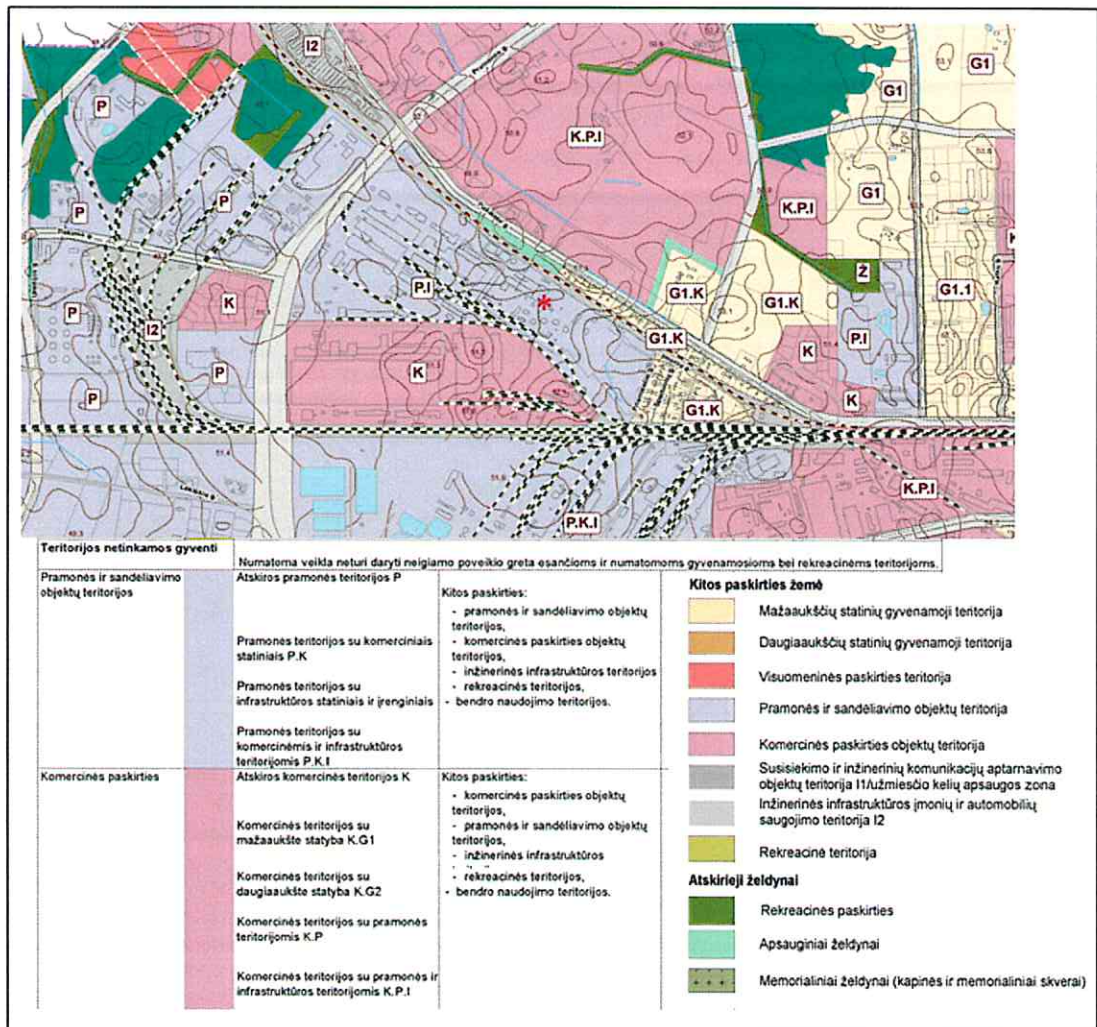 I2
P
P
P
P
P
P
I2
K
P.I
K
K.P.I
G1
G1
G1
K.P.I
Ž
G1.K
G1.K
G1.K
G1.K
G1.1
P.I
K
K
K.P.I
P.K.I
Teritorijos netinkamos gyventi
Numatoma veikla neturi daryti neigiamo poveikio greta esančioms ir numatomoms gyvenamosioms bei rekreacinėms teritorijoms.
Pramonės ir sandėliavimo
objektų teritorijos
Atskiros pramonės teritorijos P
Pramonės teritorijos su komerciniais
statiniais P.K
Pramonės teritorijos su
infrastruktūros statiniais ir įrenginiais
Pramonės teritorijos su
komercinėmis ir infrastruktūros
teritorijomis P.K.I
Kitos paskirties:
- pramonės ir sandėliavimo objektų
teritorijos,
- komercinės paskirties objektų
teritorijos,
- inžinerinės infrastruktūros teritorijos
- rekreacinės teritorijos,
- bendro naudojimo teritorijos.
Komercinės paskirties
Atskiros komercinės teritorijos K
Komercinės teritorijos su
mažaaukšte statyba K.G1
Komercinės teritorijos su
daugiaaukšte statyba K.G2
Komercinės teritorijos su pramonės
teritorijomis K.P
Komercinės teritorijos su pramonės ir
infrastruktūros teritorijomis K.P.I
Kitos paskirties:
- komercinės paskirties objektų
teritorijos,
- pramonės ir sandėliavimo objektų
teritorijos,
- inžinerinės infrastruktūros
- rekreacinės teritorijos,
- bendro naudojimo teritorijos.
Kitos paskirties žemė
Mažaaukščių statinių gyvenamoji teritorija
Daugiaaukščių statinių gyvenamoji teritorija
Visuomeninės paskirties teritorija
Pramonės ir sandėliavimo objektų teritorija
Komercinės paskirties objektų teritorija
Susisiekimo ir inžinerinių komunikacijų aptarnavimo
objektų teritorija I1/užmiesčio kelių apsaugos zona
Inžinerinės infrastruktūros įmonių ir automobilių
saugojimo teritorija I2
Rekreacinė teritorija
Atskirieji želdynai
Rekreacinės paskirties
Apsauginiai želdynai
Memorialiniai želdynai (kapinės ir memorialiniai skverai)